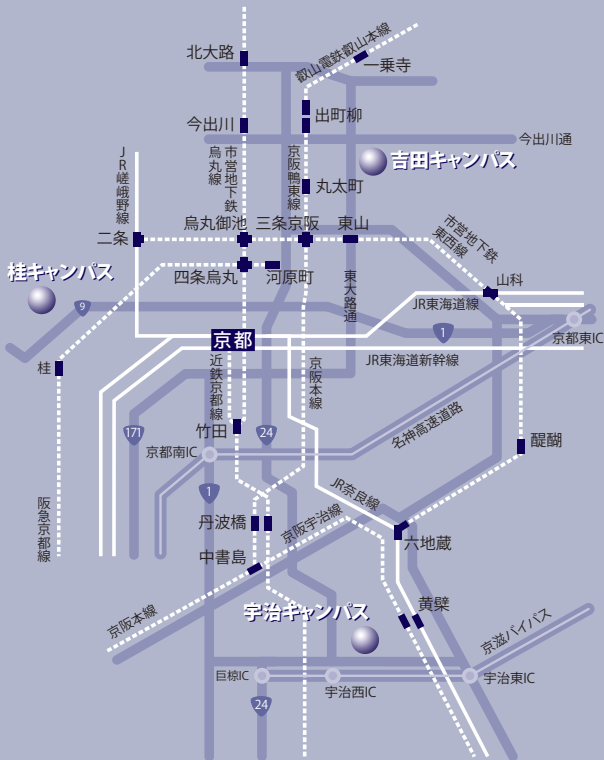 北大路
叡山電鉄叡山本線
一乗寺
出町柳
今出川
今出川通
JR嵯峨野線
烏丸線
市営地下鉄
京阪鴨東線
吉田キャンパス
丸太町
烏丸御池
三条京阪
東山
二条
市営地下鉄
東西線
桂キャンパス
四条烏丸
河原町
東大路通
山科
JR東海道線
9
1
京都東IC
京都
桂
近鉄京都線
京阪本線
JR東海道新幹線
171
竹田
24
名神高速道路
醍醐
京都南IC
1
JR奈良線
阪急京都線
丹波橋
京阪宇治線
六地蔵
中書島
京阪本線
宇治キャンパス
黄檗
京滋バイパス
巨椋IC
宇治西IC
宇治東IC
24